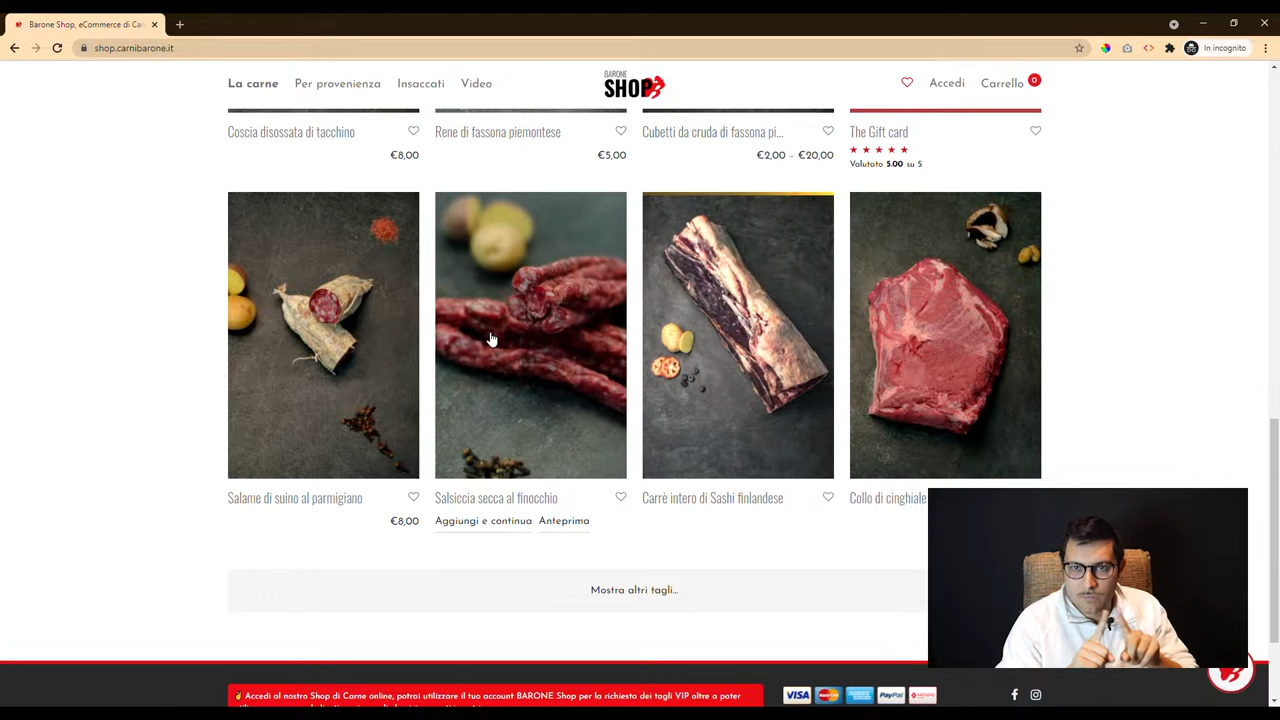 Barone Shop, eCommerce di Car
shop.carnibarone.it
In incognito
La carne Per provenienza Insaccati Video BARONE SHOP Accedi Carrello 0
Coscia disossata di tacchino
€8,00
Rene di fassona piemontese
€5,00
Cubetti da cruda di fassona pi...
€2,00 – €20,00
The Gift card
Valutato 5.00 su 5
Salame di suino al parmigiano
€8,00
Salsiccia secca al finocchio
Aggiungi e continua Anteprima
Carrè intero di Sashi finlandese
Collo di cinghiale
Mostra altri tagli...
Accedi al nostro Shop di Carne online, potrai utilizzare il tuo account BARONE Shop per la richiesta dei tagli VIP oltre a poter
VISA PayPal